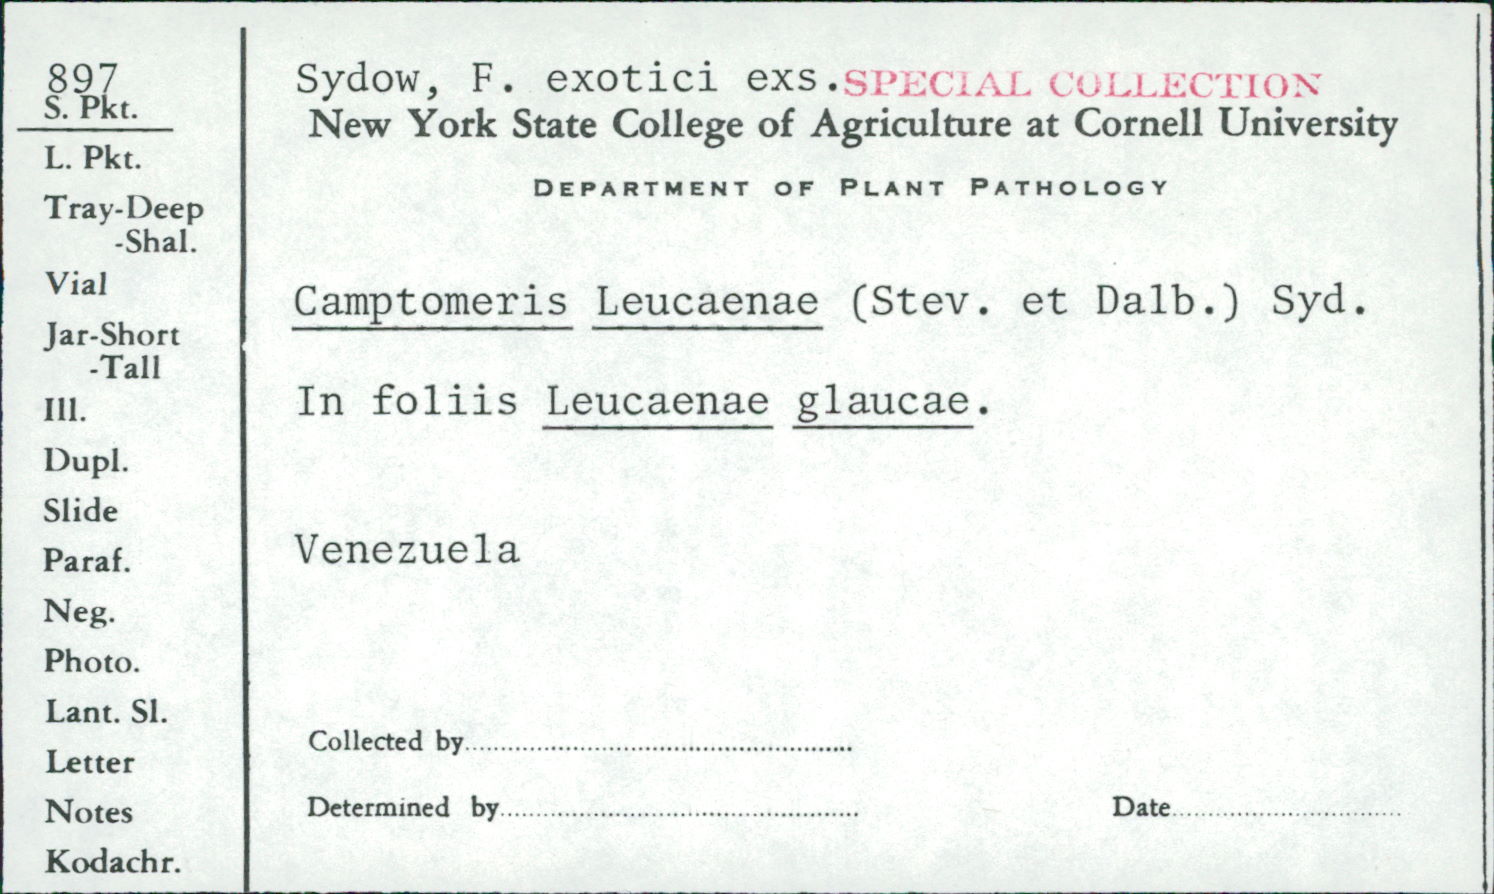 897
S. Pkt.
L. Pkt.
Tray-Deep
-Shal.
Vial
Jar-Short
-Tall
Ill.
Dupl.
Slide
Paraf.
Neg.
Photo.
Lant. Sl.
Letter
Notes
Kodachr.
Sydow, F. exotici exs. SPECIAL COLLECTION
New York State College of Agriculture at Cornell University
DEPARTMENT OF PLANT PATHOLOGY
Camptomeris Leucaenae (Stev. et Dalb.) Syd.
In foliis Leucaenae glaucae.
Venezuela
Collected by
Determined by Date